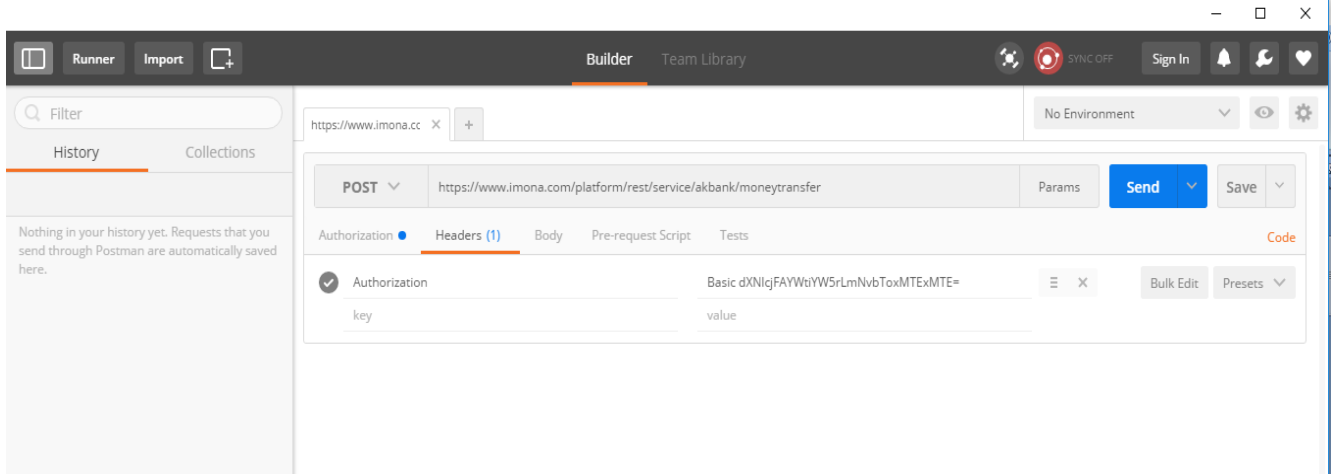 Runner Import Builder Team Library SYNC OFF Sign In
Filter
History Collections
Nothing in your history yet. Requests that you
send through Postman are automatically saved
here.
https://www.imona.cc
No Environment
POST https://www.imona.com/platform/rest/service/akbank/moneytransfer Params Send Save
Authorization Headers (1) Body Pre-request Script Tests Code
Authorization Basic dXNlcjFAYWtiYW5rLmNvbToxMTExMTE= Bulk Edit Presets
key value